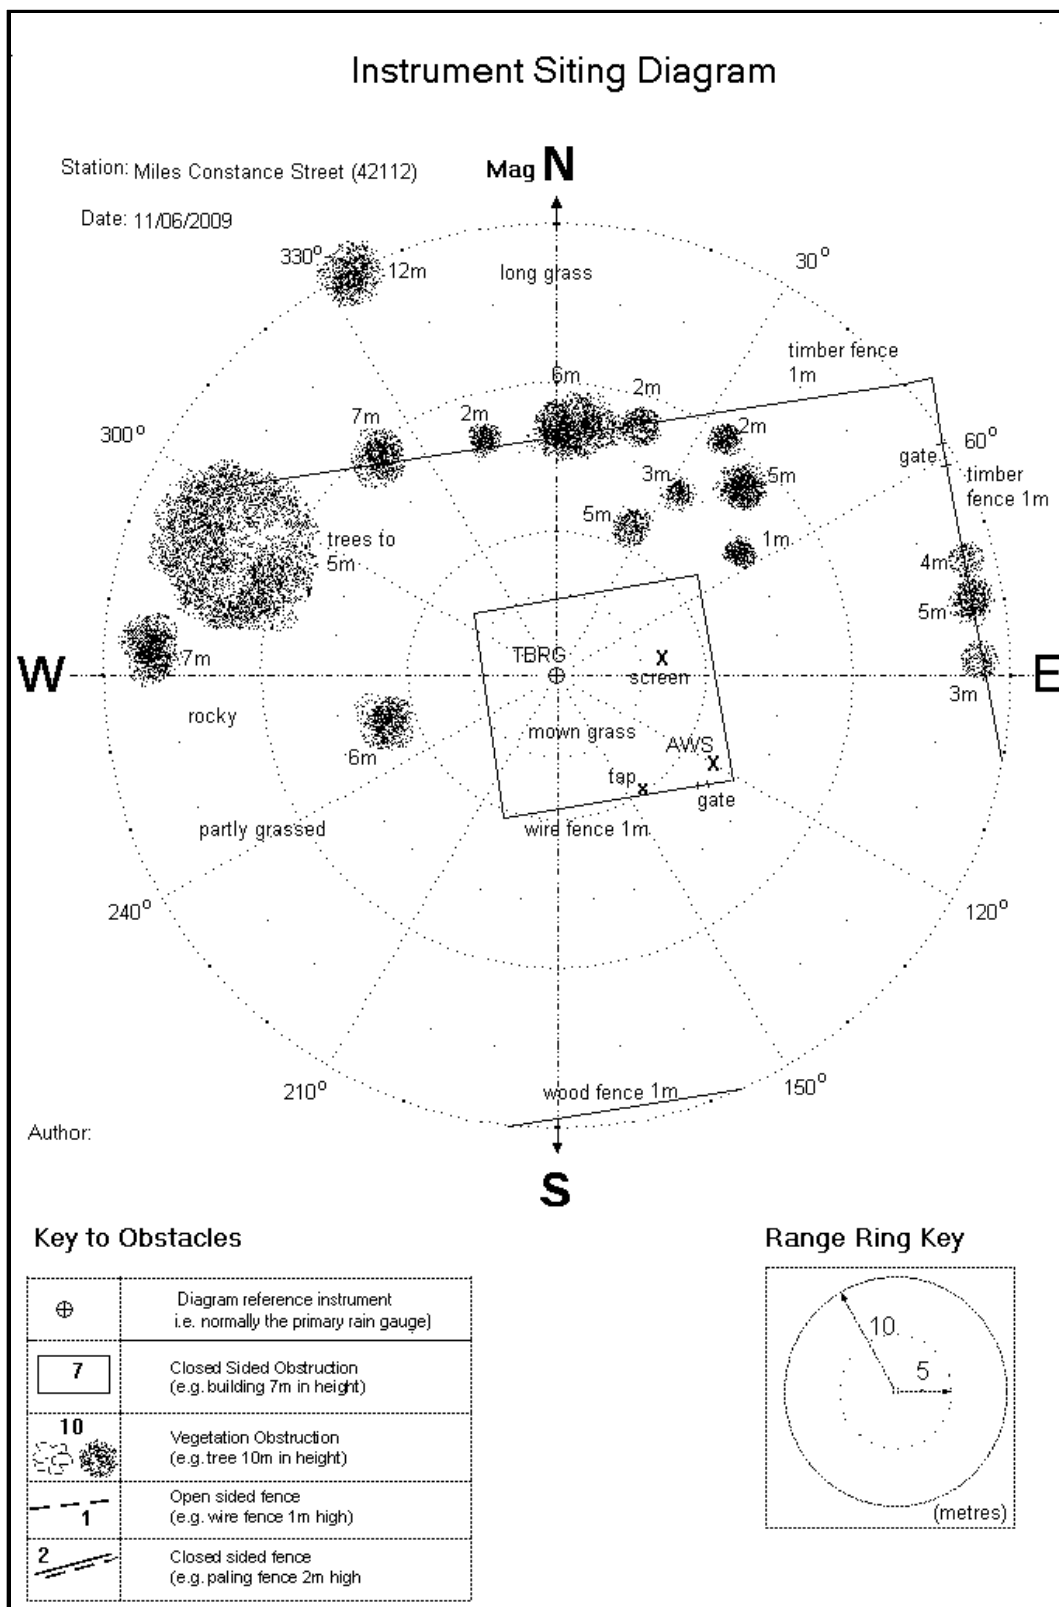 Instrument Siting Diagram
Station: Miles Constance Street (42112)
Mag N
Date: 11/06/2009
330°
12m
long grass
30°
timber fence
1m
6m
2m
7m
2m
2m
300°
60°
gate
timber
fence 1m
3m
5m
5m
trees to
5m
1m
4m
5m
TBRG
W
7m
screen
E
3m
rocky
mown grass
AWS
6m
tap
gate
partly grassed
wire fence 1m
240°
120°
210°
wood fence 1m
150°
Author:
S
Key to Obstacles
Diagram reference instrument
i.e. normally the primary rain gauge)
7
Closed Sided Obstruction
(e.g. building 7m in height)
10
Vegetation Obstruction
(e.g. tree 10m in height)
1
Open sided fence
(e.g. wire fence 1m high)
2
Closed sided fence
(e.g. paling fence 2m high
Range Ring Key
10
5
(metres)